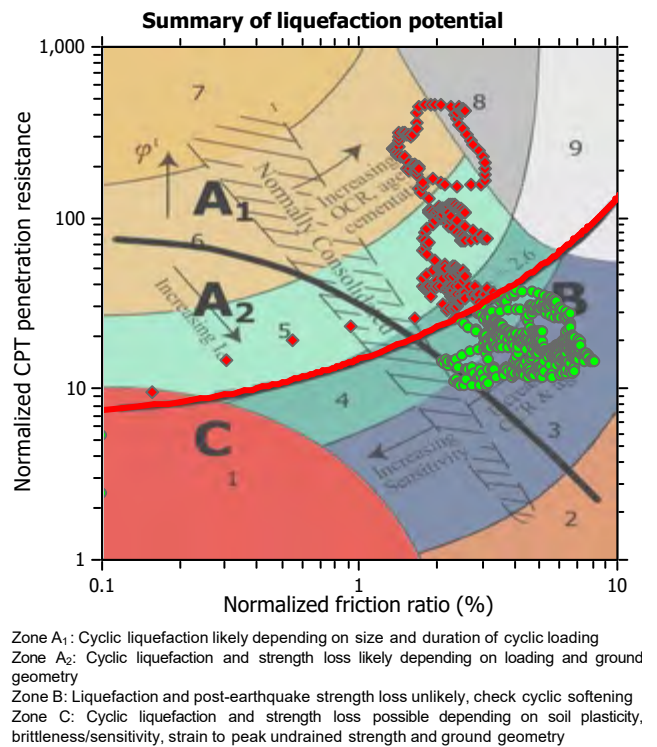 Summary of liquefaction potential
1,000
100
10
1
Normalized CPT penetration resistance
7
8
9
φ'
A1
Increasing
OCR, age
cementation
Normally Consolidated
6
A2
Increasing
5
2.6
B
4
3
Increasing
Sensitivity
C
1
2
0.1
1
10
Normalized friction ratio (%)
Zone A1: Cyclic liquefaction likely depending on size and duration of cyclic loading
Zone A2: Cyclic liquefaction and strength loss likely depending on loading and ground
geometry
Zone B: Liquefaction and post-earthquake strength loss unlikely, check cyclic softening
Zone C: Cyclic liquefaction and strength loss possible depending on soil plasticity,
brittleness/sensitivity, strain to peak undrained strength and ground geometry